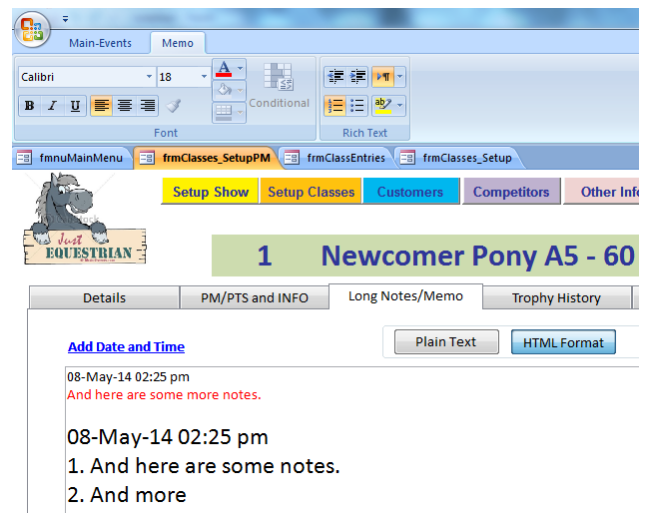 Main-Events Memo
Calibri 18 A
B I U Conditional
Font Rich Text
fmnuMainMenu frmClasses_SetupPM frmClassEntries frmClasses_Setup
Setup Show Setup Classes Customers Competitors Other Inf
Just
EQUESTRIAN
1 Newcomer Pony A5 - 60
Details PM/PTS and INFO Long Notes/Memo Trophy History
Add Date and Time Plain Text HTML Format
08-May-14 02:25 pm
And here are some more notes.
08-May-14 02:25 pm
1. And here are some notes.
2. And more